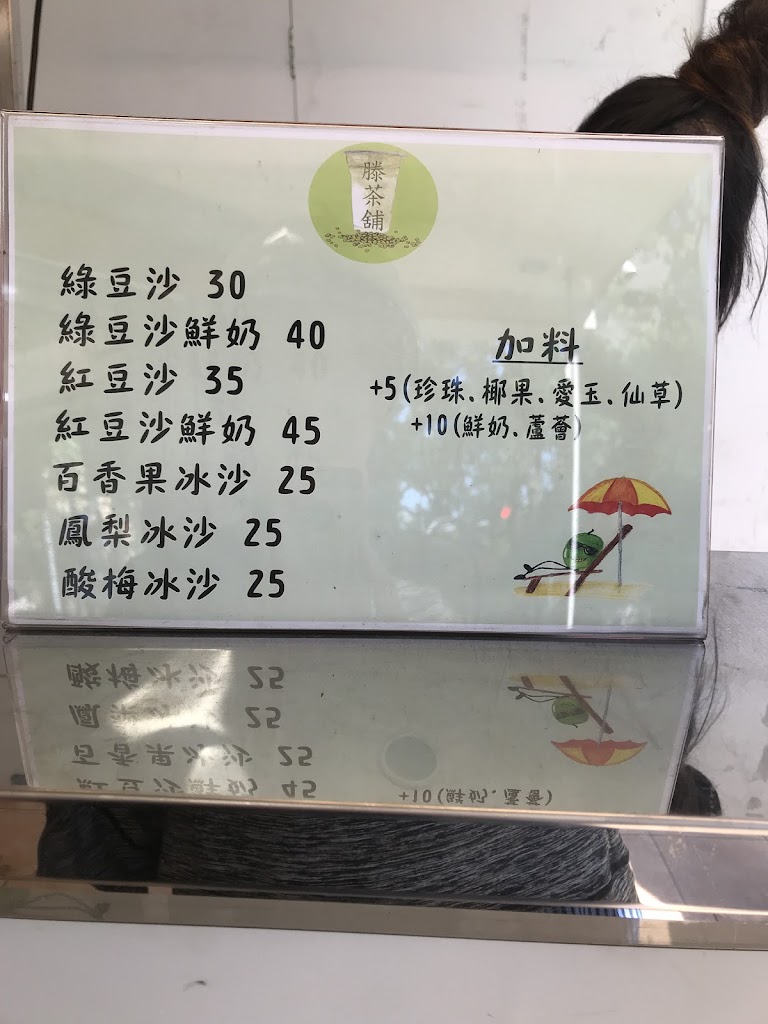 滕茶舖
綠豆沙 30
綠豆沙鮮奶 40
紅豆沙 35
紅豆沙鮮奶 45
百香果冰沙 25
鳳梨冰沙 25
酸梅冰沙 25
加料
+5(珍珠、椰果、愛玉、仙草)
+10(鮮奶、蘆薈)